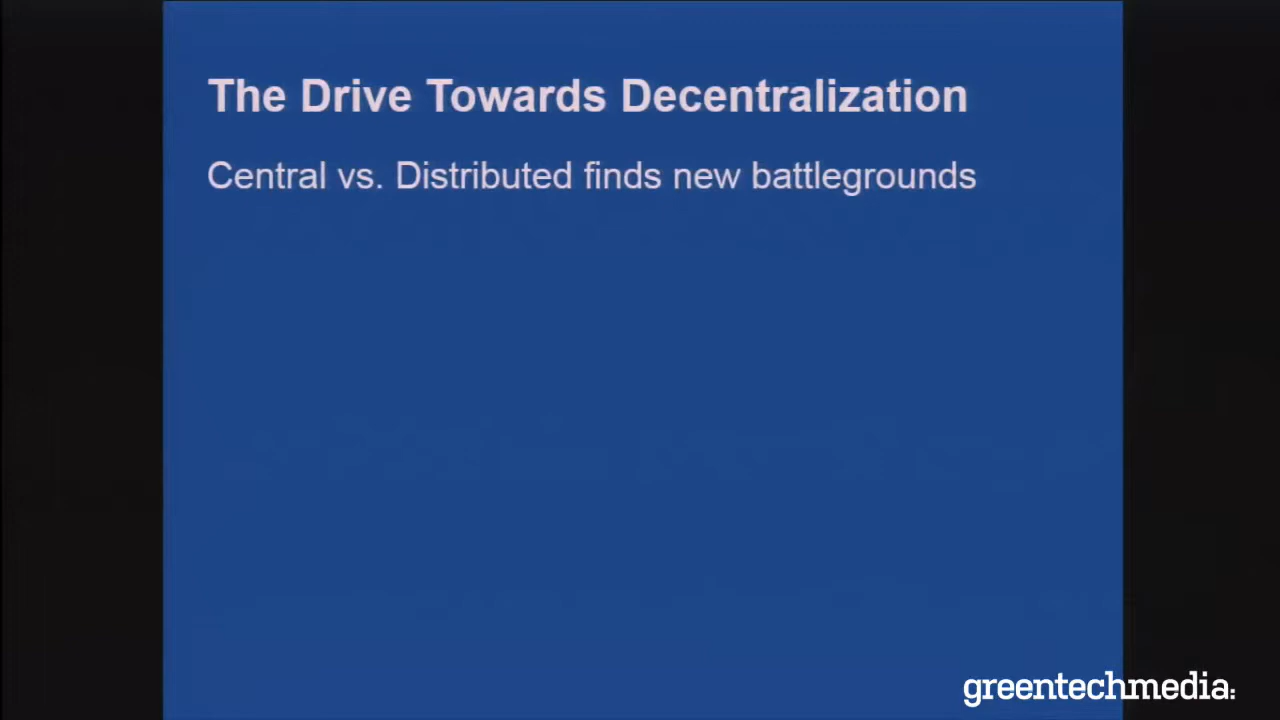 The Drive Towards Decentralization
Central vs. Distributed finds new battlegrounds
greentechmedia: